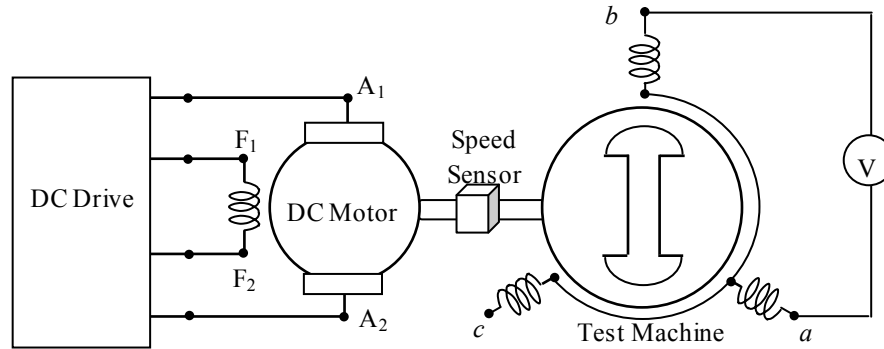 b
A1
Speed
Sensor
F1
V
DC Drive
DC Motor
F2
A2
c
a
Test Machine